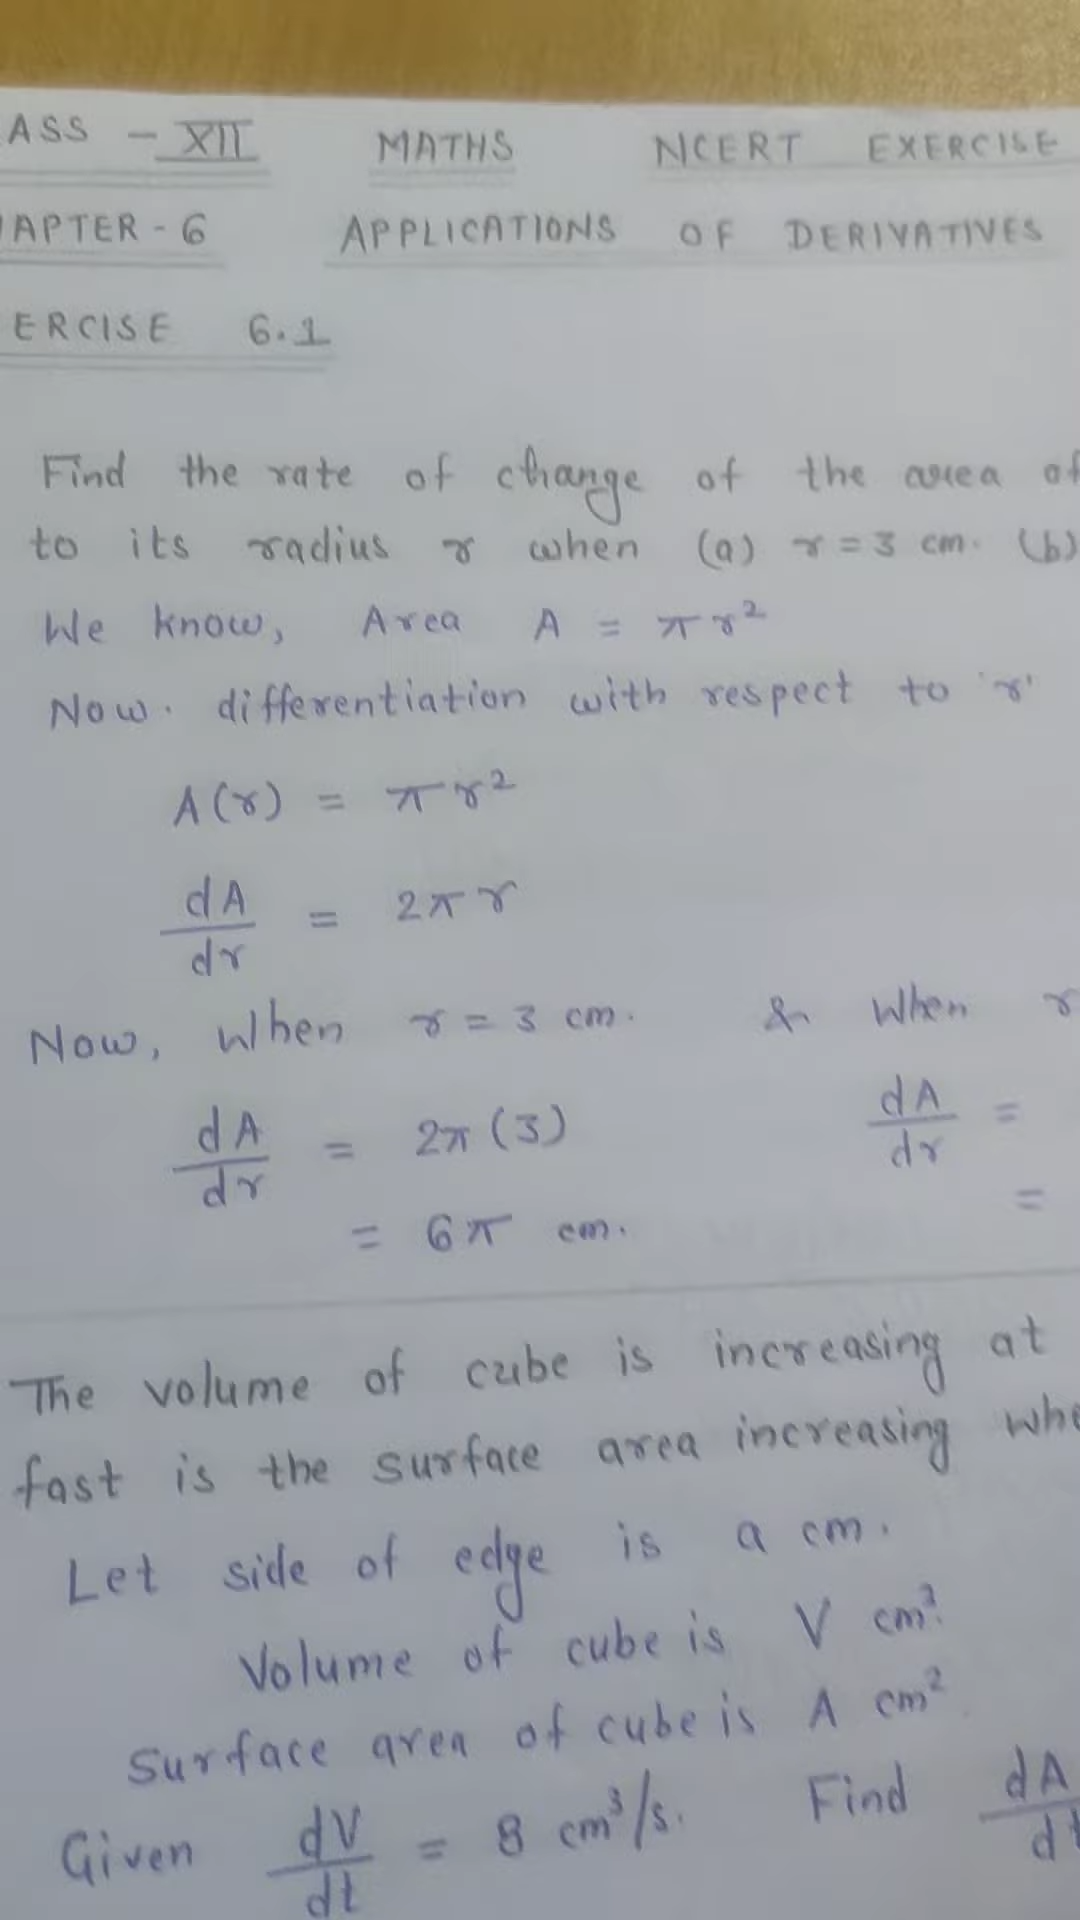 ASS - XII MATHS NCERT EXERCISE
APTER - 6 APPLICATIONS OF DERIVATIVES
ERCISE 6.1
Find the rate of change of the area of
to its radius r when (a) r = 3 cm. (b)
We know, Area A = πr²
Now. differentiation with respect to 'r'
A(r) = πr²
dA/dr = 2πr
Now, when r = 3 cm. & when r
dA/dr = 2π(3) dA/dr =
= 6π cm. =
The volume of cube is increasing at
fast is the surface area increasing whe
Let side of edge is a cm.
Volume of cube is V cm³.
Surface area of cube is A cm².
Given dV/dt = 8 cm³/s. Find dA/dt